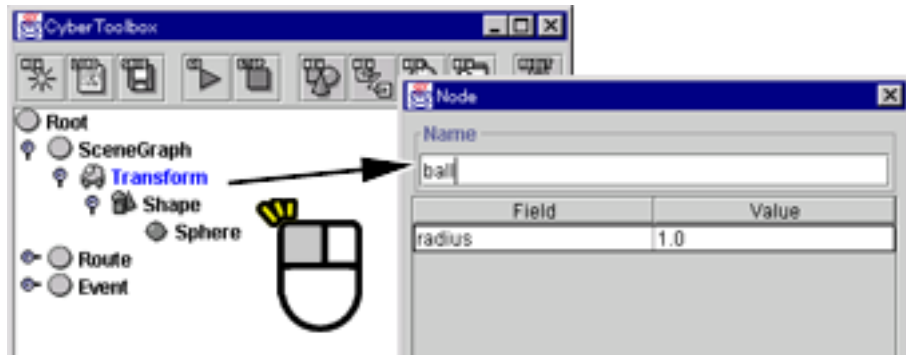 CyberToolbox
Root
SceneGraph
Transform
Shape
Sphere
Route
Event
Node
Name
ball
Field Value
radius 1.0